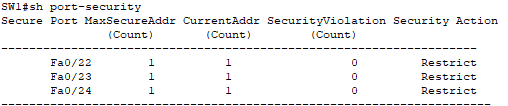 SW1#sh port-security
Secure Port MaxSecureAddr CurrentAddr SecurityViolation Security Action
(Count) (Count) (Count)
--------------------------------------------------------------------
Fa0/22 1 1 0 Restrict
Fa0/23 1 1 0 Restrict
Fa0/24 1 1 0 Restrict
----------------------------------------------------------------------